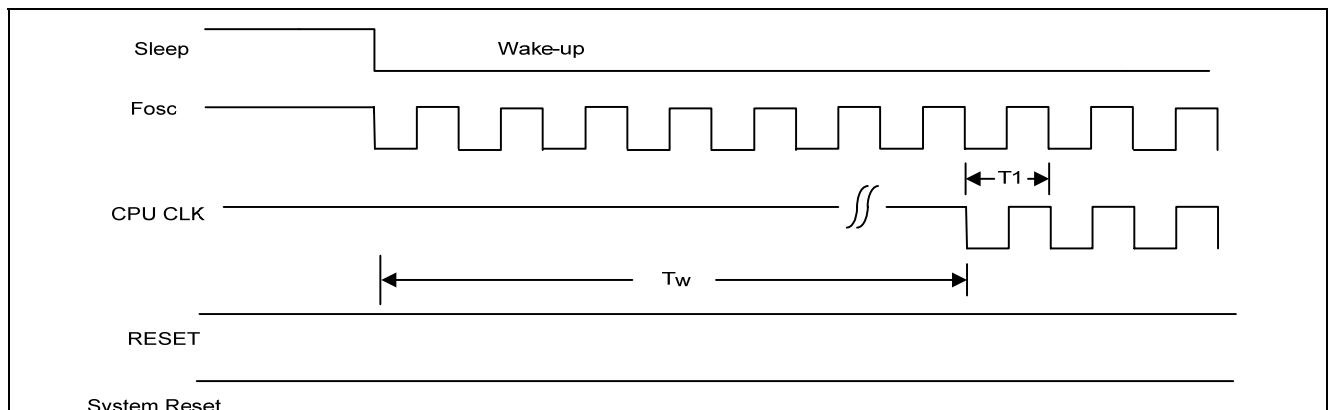 Sleep
Wake-up
Fosc
T1
CPU CLK
Tw
RESET
System Reset